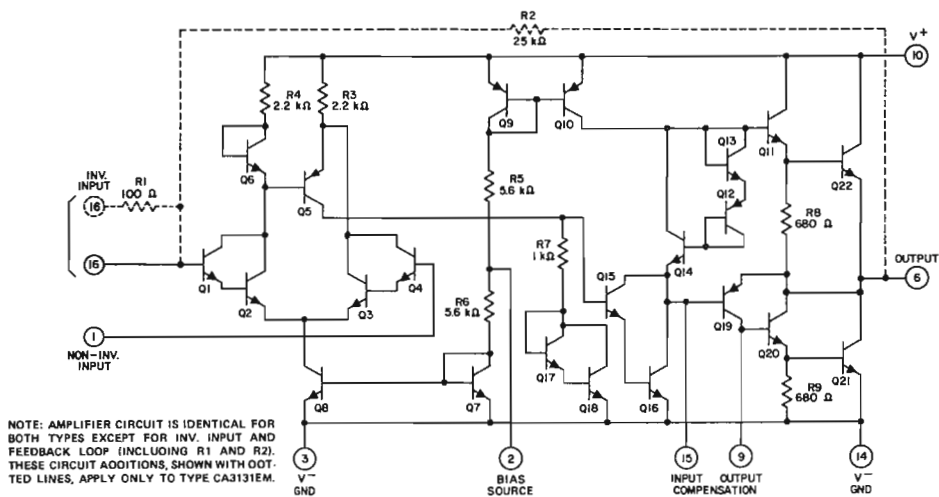 R2
25 kΩ
V+
10
R4
2.2 kΩ
R3
2.2 kΩ
Q9
Q10
Q13
Q11
Q6
Q12
Q22
INV.
INPUT
R1
100 Ω
16
Q5
R5
5.6 kΩ
R8
680 Ω
16
R7
1 kΩ
Q15
Q14
OUTPUT
6
Q1
Q2
Q3
Q4
R6
5.6 kΩ
Q19
Q20
1
NON-INV.
INPUT
Q17
Q18
Q16
Q21
R9
680 Ω
Q8
Q7
NOTE: AMPLIFIER CIRCUIT IS IDENTICAL FOR
BOTH TYPES EXCEPT FOR INV. INPUT AND
FEEDBACK LOOP (INCLUDING R1 AND R2).
THESE CIRCUIT AODITIONS, SHOWN WITH OOT-
TED LINES, APPLY ONLY TO TYPE CA3131EM.
3
V−
GND
2
BIAS
SOURCE
15
9
INPUT OUTPUT
COMPENSATION
14
V−
GND